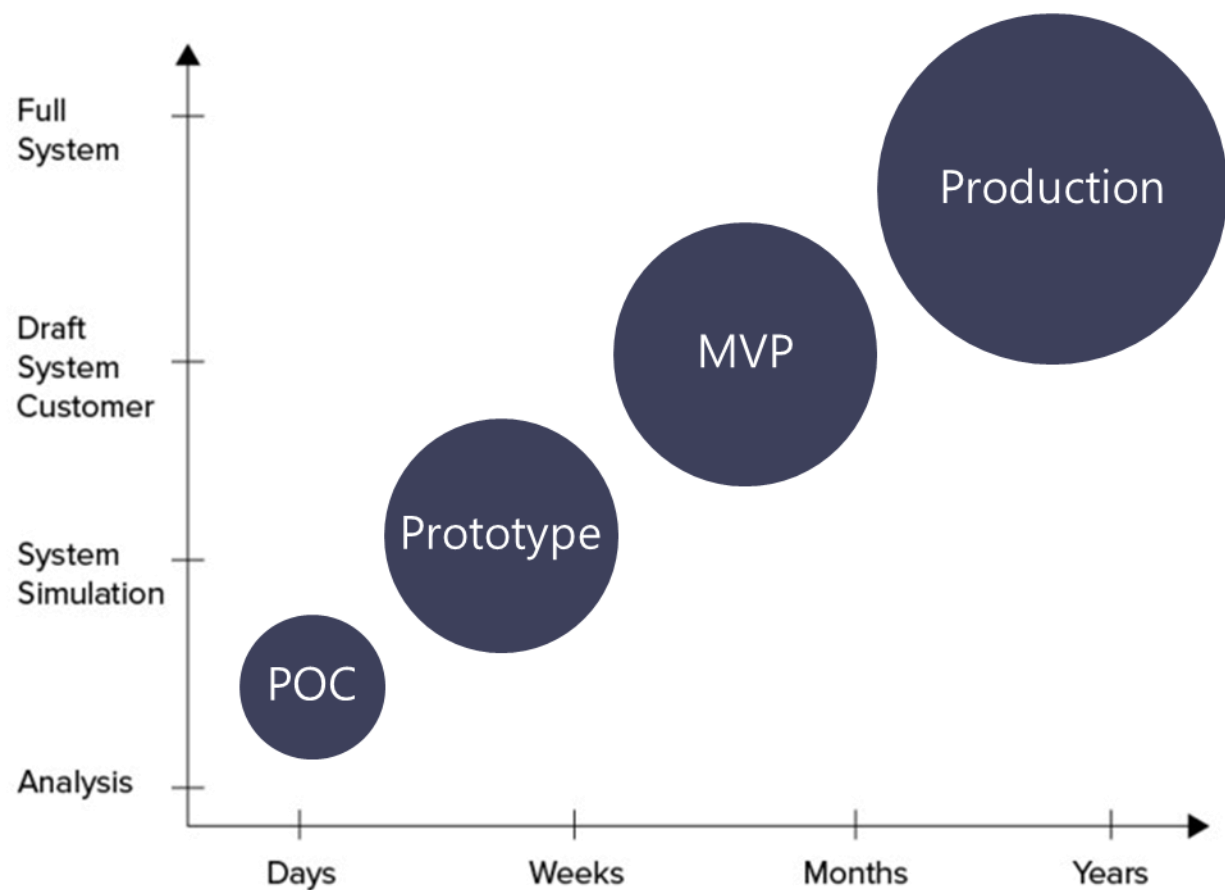 Full
System
Production
Draft
System
Customer
MVP
Prototype
System
Simulation
POC
Analysis
Days
Weeks
Months
Years